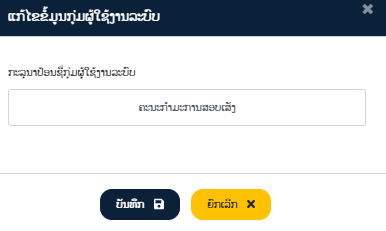 ແກ້ໄຂຂໍ້ມູນກຸ່ມຜູ້ໃຊ້ງານລະບົບ
ກະລຸນາປ້ອນຊື່ກຸ່ມຜູ້ໃຊ້ງານລະບົບ
ຄະນະກຳມະການສອບເສັງ
ບັນທຶກ
ຍົກເລີກ